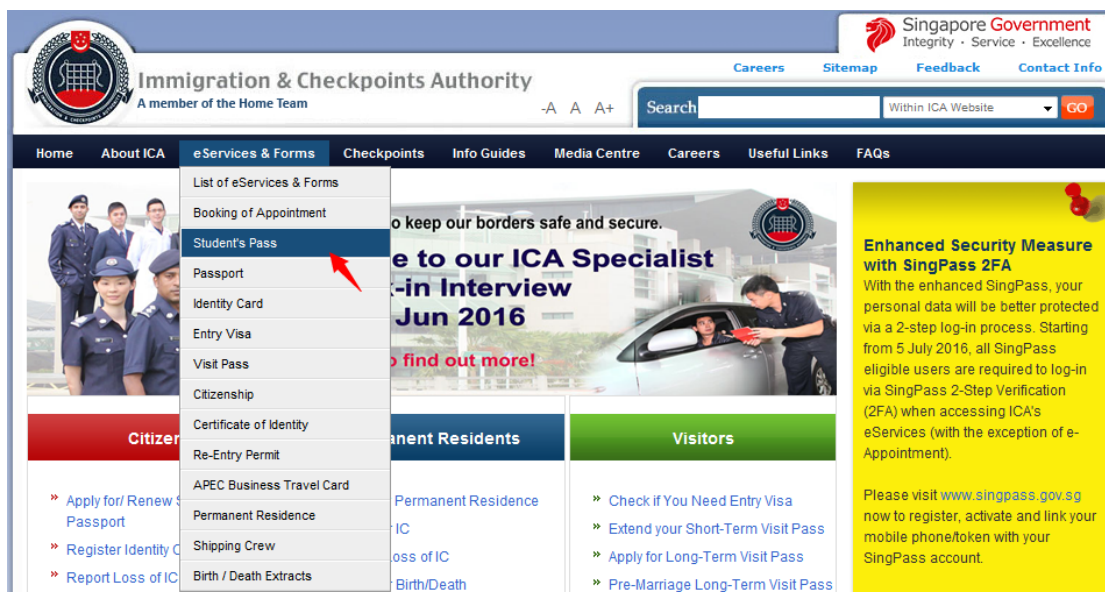 Singapore Government
Integrity · Service · Excellence
Careers Sitemap Feedback Contact Info
Immigration & Checkpoints Authority
A member of the Home Team
-A A A+
Search Within ICA Website GO
Home About ICA eServices & Forms Checkpoints Info Guides Media Centre Careers Useful Links FAQs
List of eServices & Forms
Booking of Appointment
Student's Pass
Passport
Identity Card
Entry Visa
Visit Pass
Citizenship
Certificate of Identity
Re-Entry Permit
APEC Business Travel Card
Permanent Residence
Shipping Crew
Birth / Death Extracts
o keep our borders safe and secure.
e to our ICA Specialist
-in Interview
Jun 2016
o find out more!
Enhanced Security Measure
with SingPass 2FA
With the enhanced SingPass, your
personal data will be better protected
via a 2-step log-in process. Starting
from 5 July 2016, all SingPass
eligible users are required to log-in
via SingPass 2-Step Verification
(2FA) when accessing ICA's
eServices (with the exception of e-
Appointment).
Please visit www.singpass.gov.sg
now to register, activate and link your
mobile phone/token with your
SingPass account.
Citizen
» Apply for/ Renew S
Passport
» Register Identity C
» Report Loss of IC
nent Residents
Permanent Residence
IC
oss of IC
Birth/Death
Visitors
» Check if You Need Entry Visa
» Extend your Short-Term Visit Pass
» Apply for Long-Term Visit Pass
» Pre-Marriage Long-Term Visit Pass